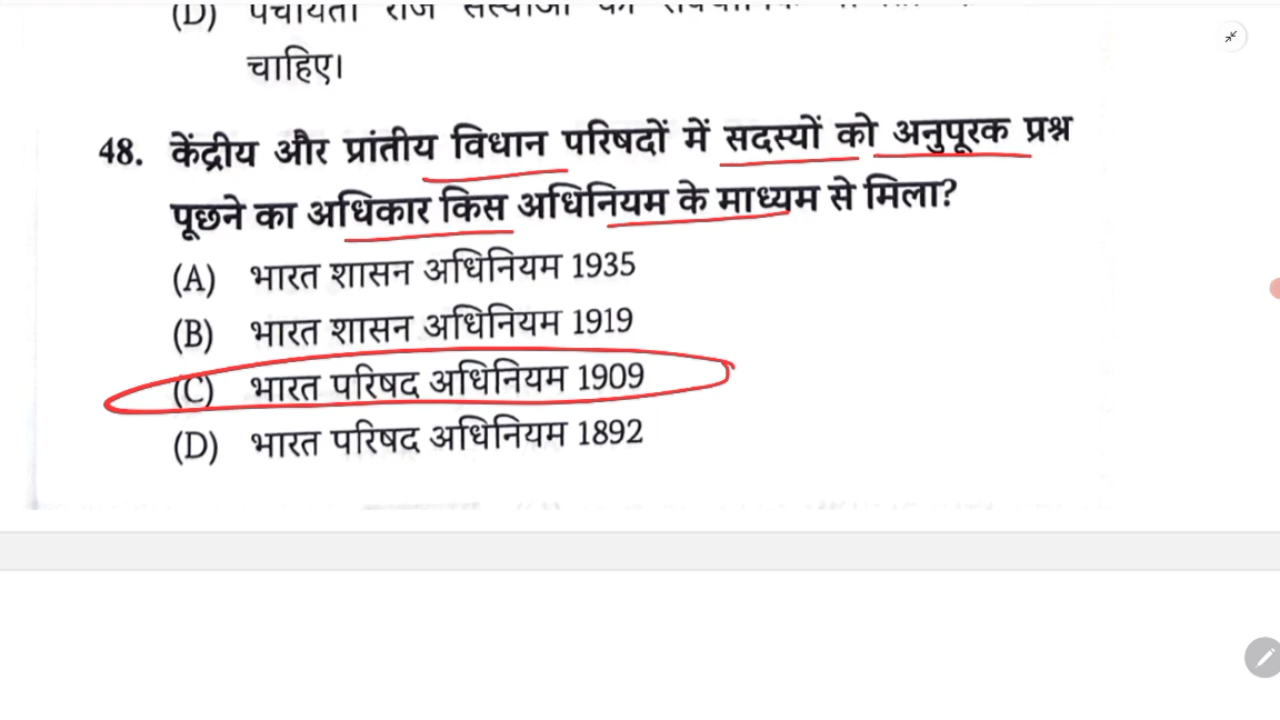 (D) पंचायती राज संस्थाओं को
चाहिए।
48. केंद्रीय और प्रांतीय विधान परिषदों में सदस्यों को अनुपूरक प्रश्न
पूछने का अधिकार किस अधिनियम के माध्यम से मिला?
(A) भारत शासन अधिनियम 1935
(B) भारत शासन अधिनियम 1919
(C) भारत परिषद अधिनियम 1909
(D) भारत परिषद अधिनियम 1892